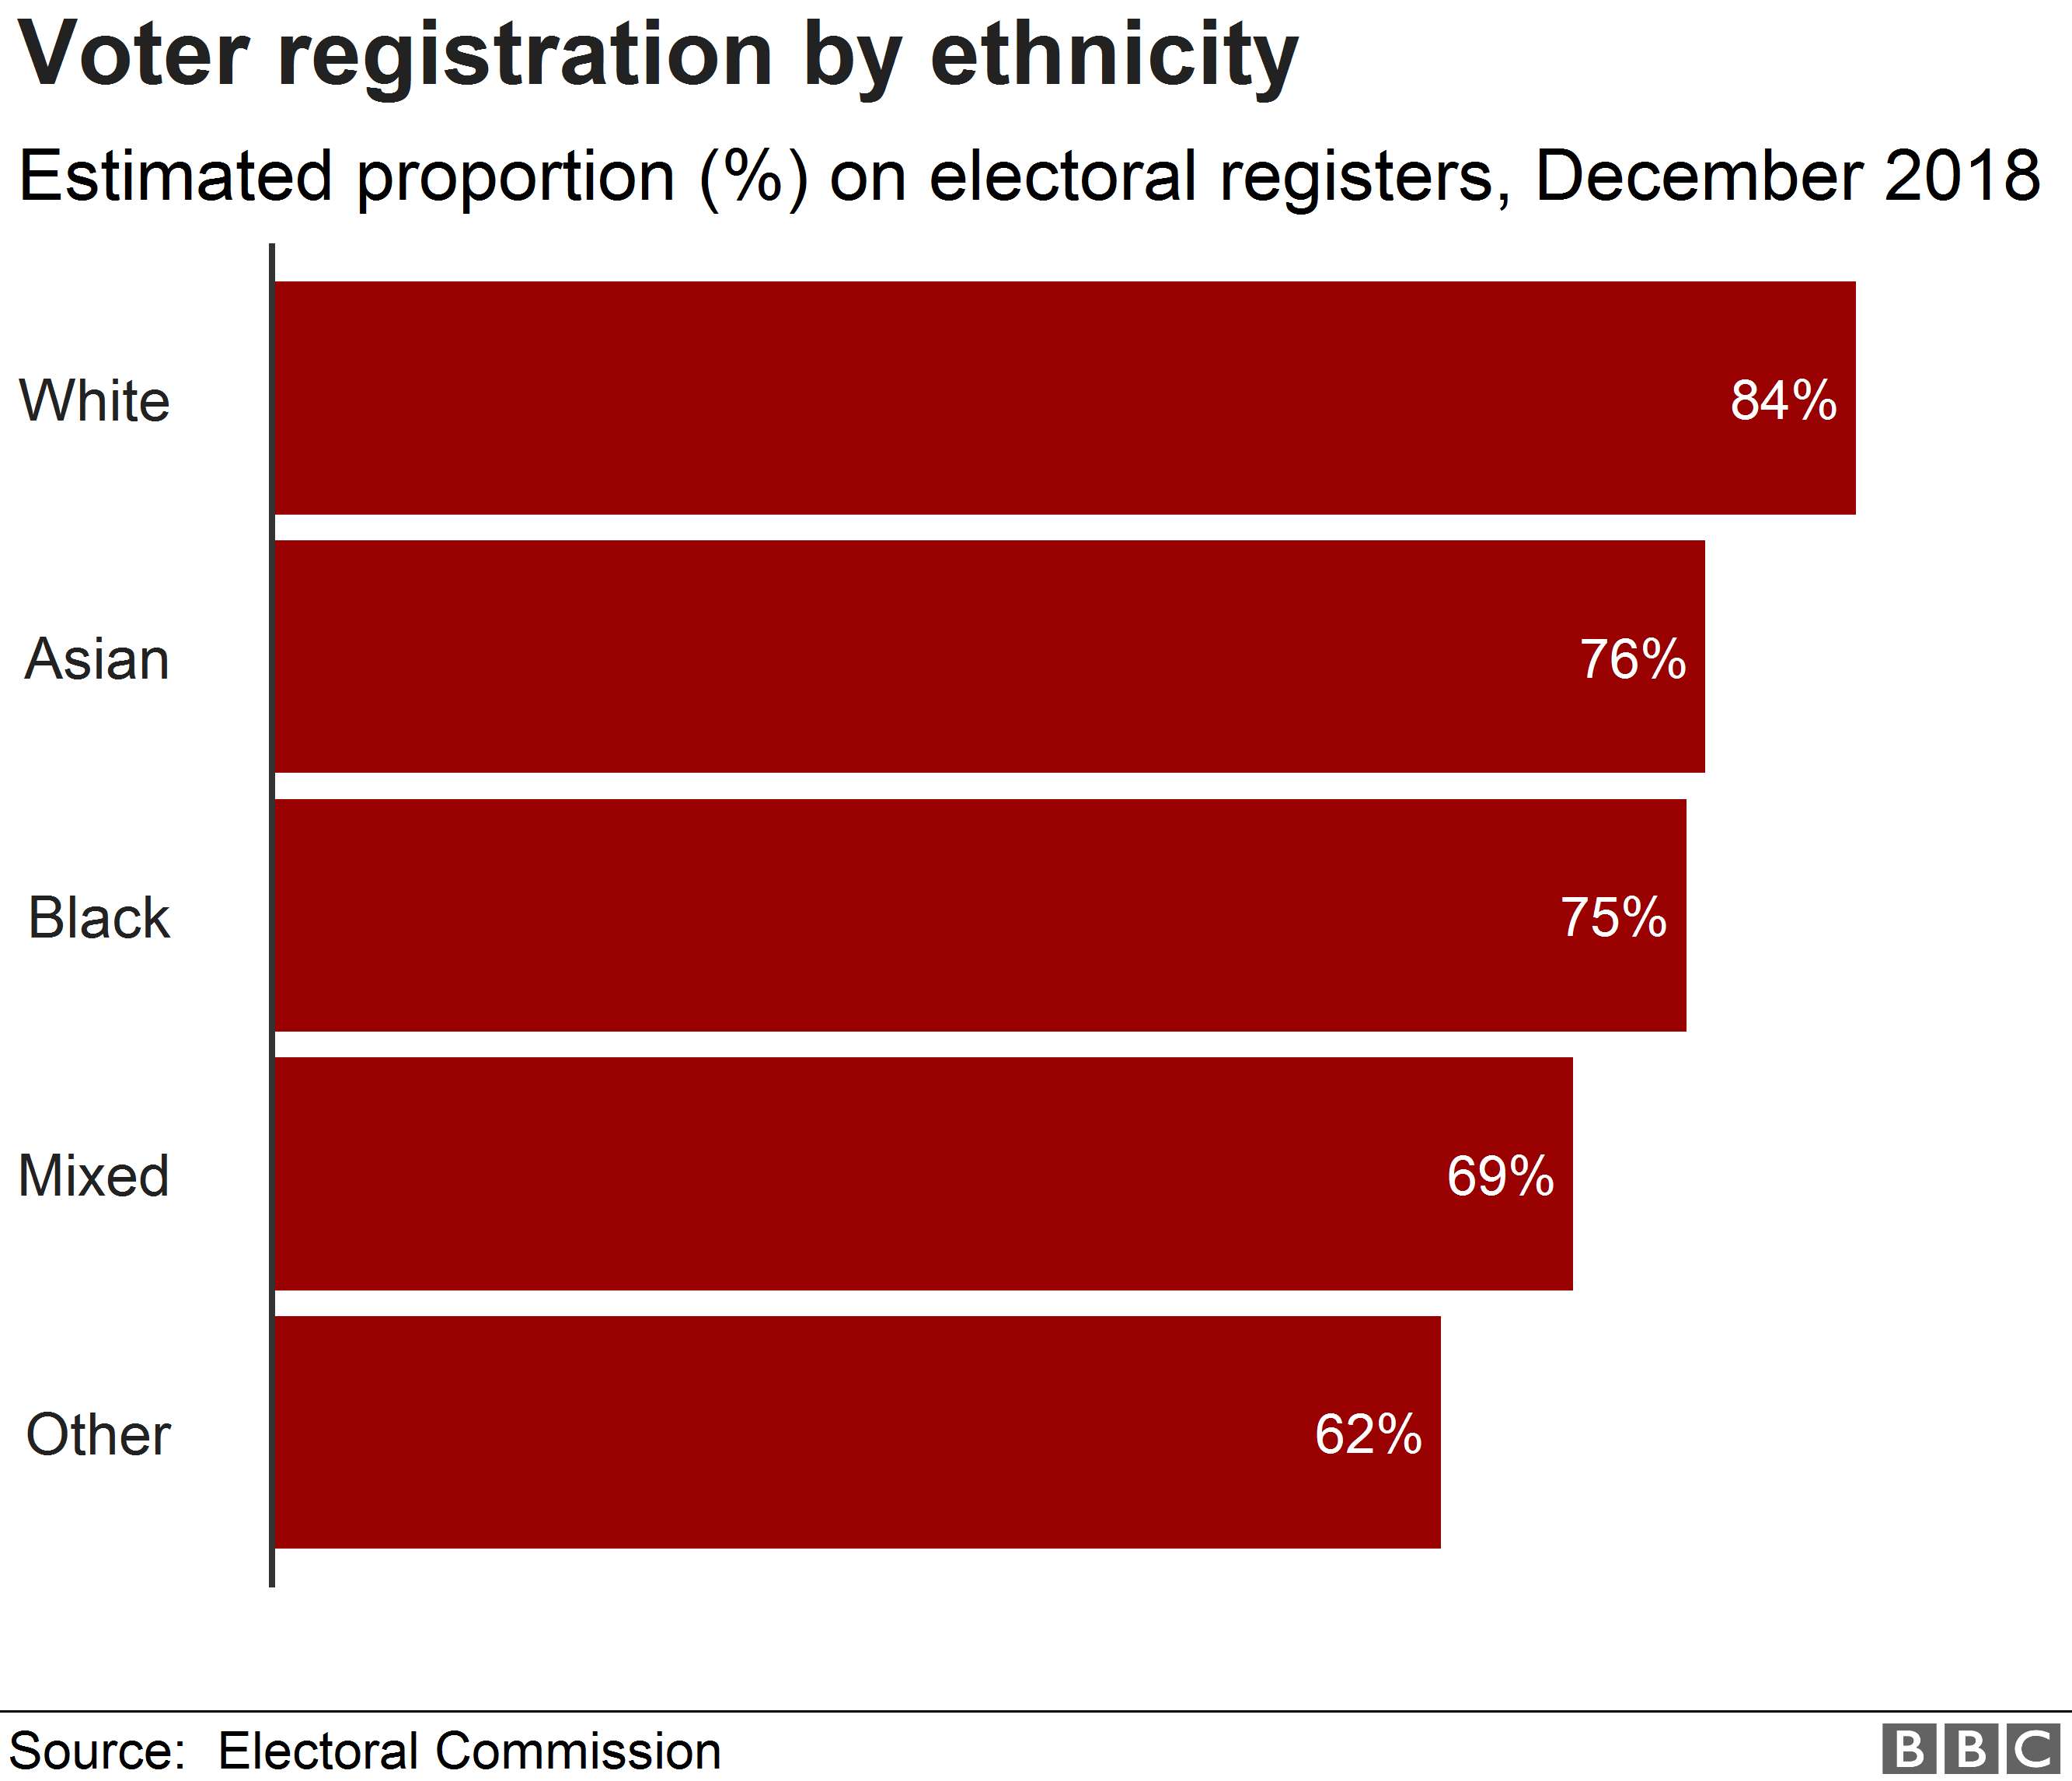 Voter registration by ethnicity
Estimated proportion (%) on electoral registers, December 2018
White 84%
Asian 76%
Black 75%
Mixed 69%
Other 62%
Source: Electoral Commission BBC